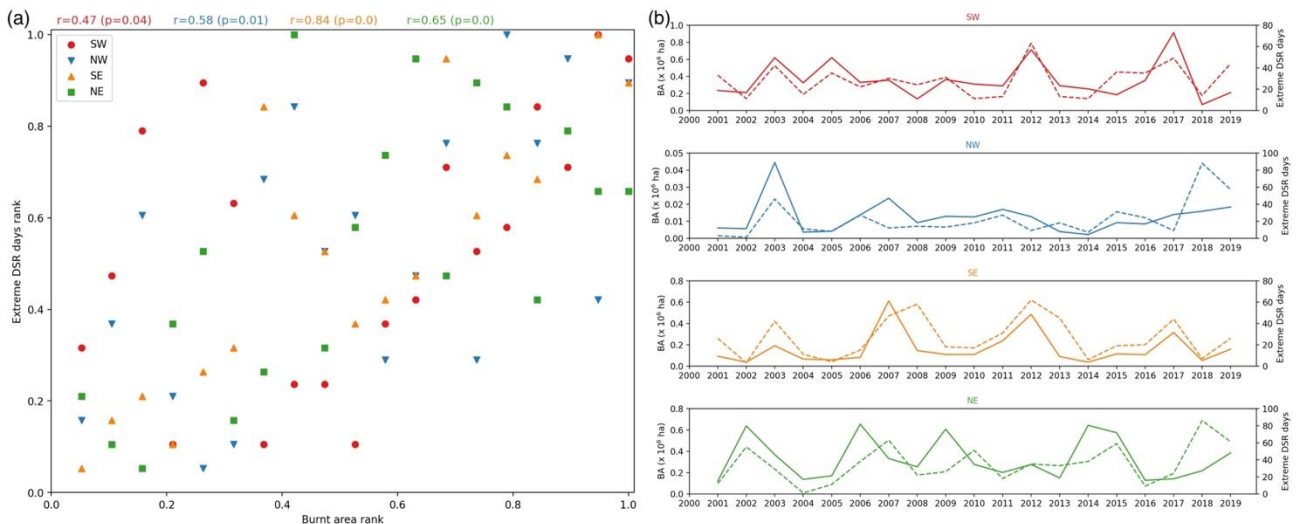 (a)
r=0.47 (p=0.04) r=0.58 (p=0.01) r=0.84 (p=0.0) r=0.65 (p=0.0)
SW
NW
SE
NE
Extreme DSR days rank
1.0
0.8
0.6
0.4
0.2
0.0
0.0 0.2 0.4 0.6 0.8 1.0
Burnt area rank
(b)
SW
BA (x 10⁶ ha)
1.0
0.8
0.6
0.4
0.2
0.0
80
60
40
20
0
Extreme DSR days
2000 2001 2002 2003 2004 2005 2006 2007 2008 2009 2010 2011 2012 2013 2014 2015 2016 2017 2018 2019
NW
BA (x 10⁶ ha)
0.05
0.04
0.03
0.02
0.01
0.00
100
80
60
40
20
0
Extreme DSR days
2000 2001 2002 2003 2004 2005 2006 2007 2008 2009 2010 2011 2012 2013 2014 2015 2016 2017 2018 2019
SE
BA (x 10⁶ ha)
0.8
0.6
0.4
0.2
0.0
80
60
40
20
0
Extreme DSR days
2000 2001 2002 2003 2004 2005 2006 2007 2008 2009 2010 2011 2012 2013 2014 2015 2016 2017 2018 2019
NE
BA (x 10⁶ ha)
0.8
0.6
0.4
0.2
0.0
100
80
60
40
20
0
Extreme DSR days
2000 2001 2002 2003 2004 2005 2006 2007 2008 2009 2010 2011 2012 2013 2014 2015 2016 2017 2018 2019